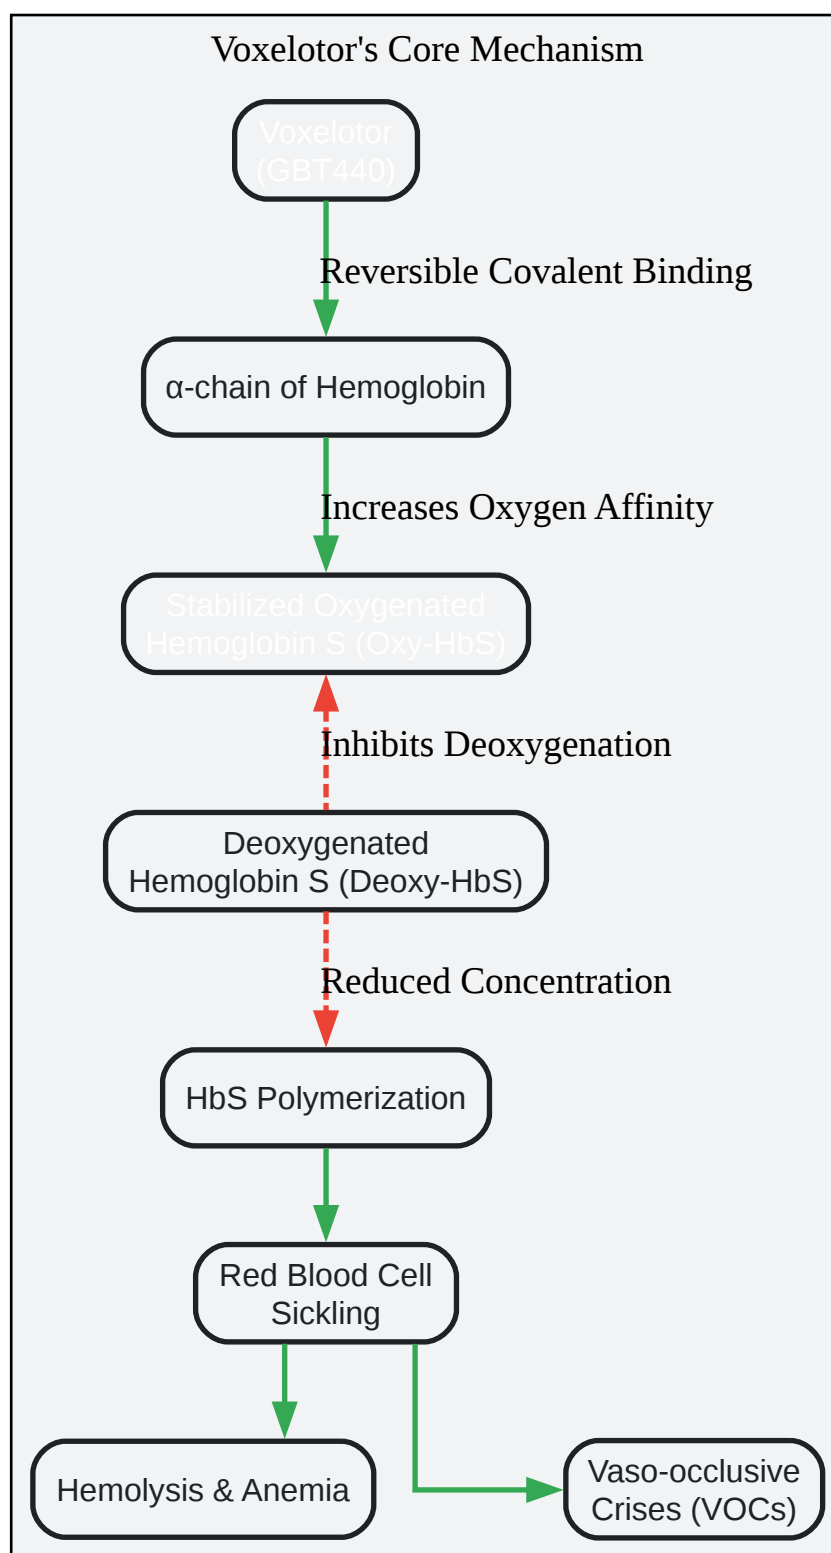 Voxelotor's Core Mechanism
Voxelotor
(GBT440)
Reversible Covalent Binding
α-chain of Hemoglobin
Increases Oxygen Affinity
Stabilized Oxygenated
Hemoglobin S (Oxy-HbS)
Inhibits Deoxygenation
Deoxygenated
Hemoglobin S (Deoxy-HbS)
Reduced Concentration
HbS Polymerization
Red Blood Cell
Sickling
Hemolysis & Anemia
Vaso-occlusive
Crises (VOCs)